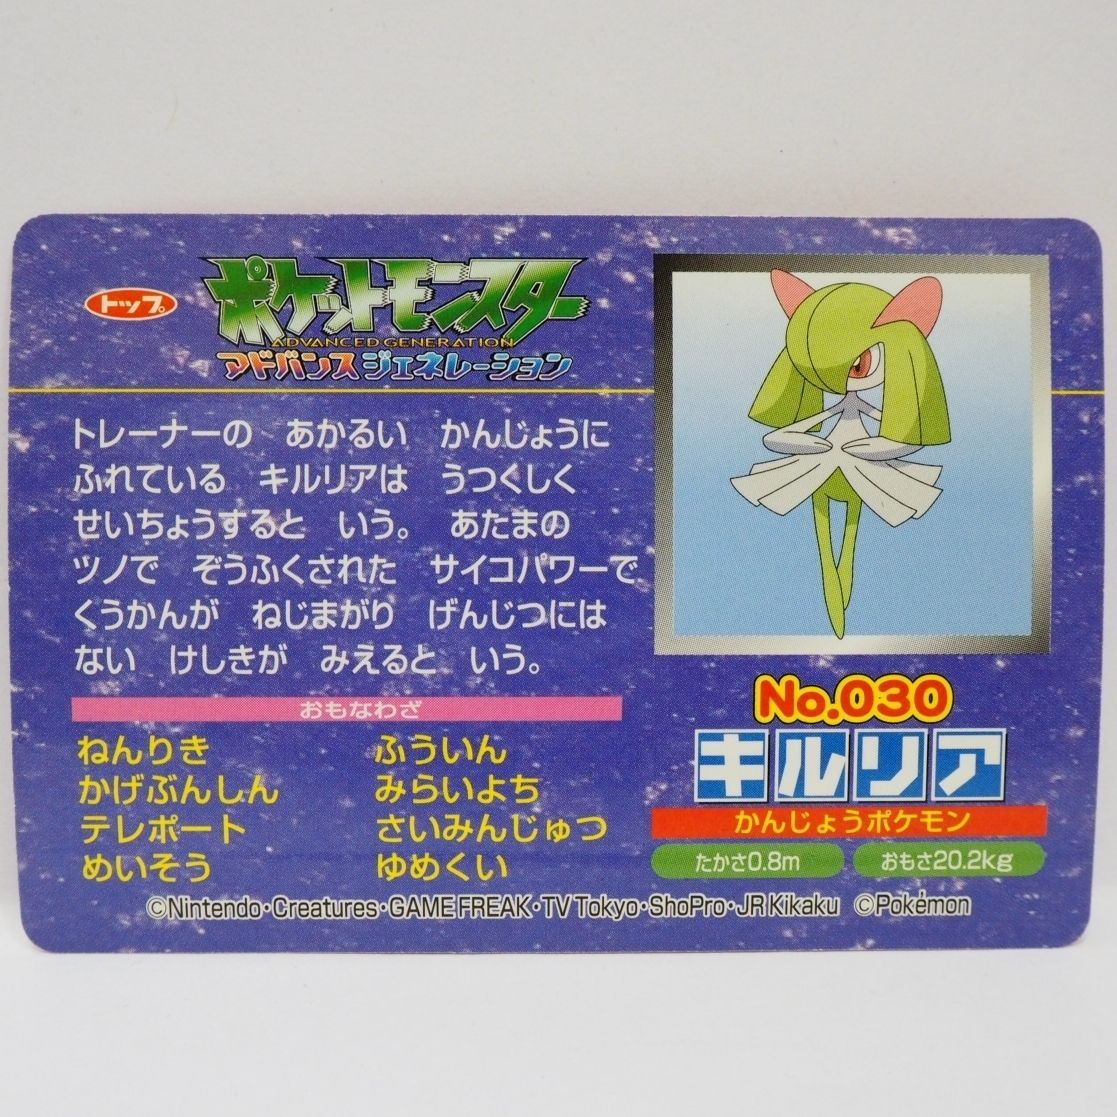 トップ
ポケットモンスター
ADVANCED GENERATION
アドバンスジェネレーション
トレーナーの　あかるい　かんじょうに
ふれている　キルリアは　うつくしく
せいちょうすると　いう。　あたまの
ツノで　ぞうふくされた　サイコパワーで
くうかんが　ねじまがり　げんじつには
ない　けしきが　みえると　いう。
おもなわざ
ねんりき　ふういん
かげぶんしん　みらいよち
テレポート　さいみんじゅつ
めいそう　ゆめくい
No.030
キルリア
かんじょうポケモン
たかさ0.8m　おもさ20.2kg
©Nintendo・Creatures・GAME FREAK・TV Tokyo・ShoPro・JR Kikaku ©Pokémon